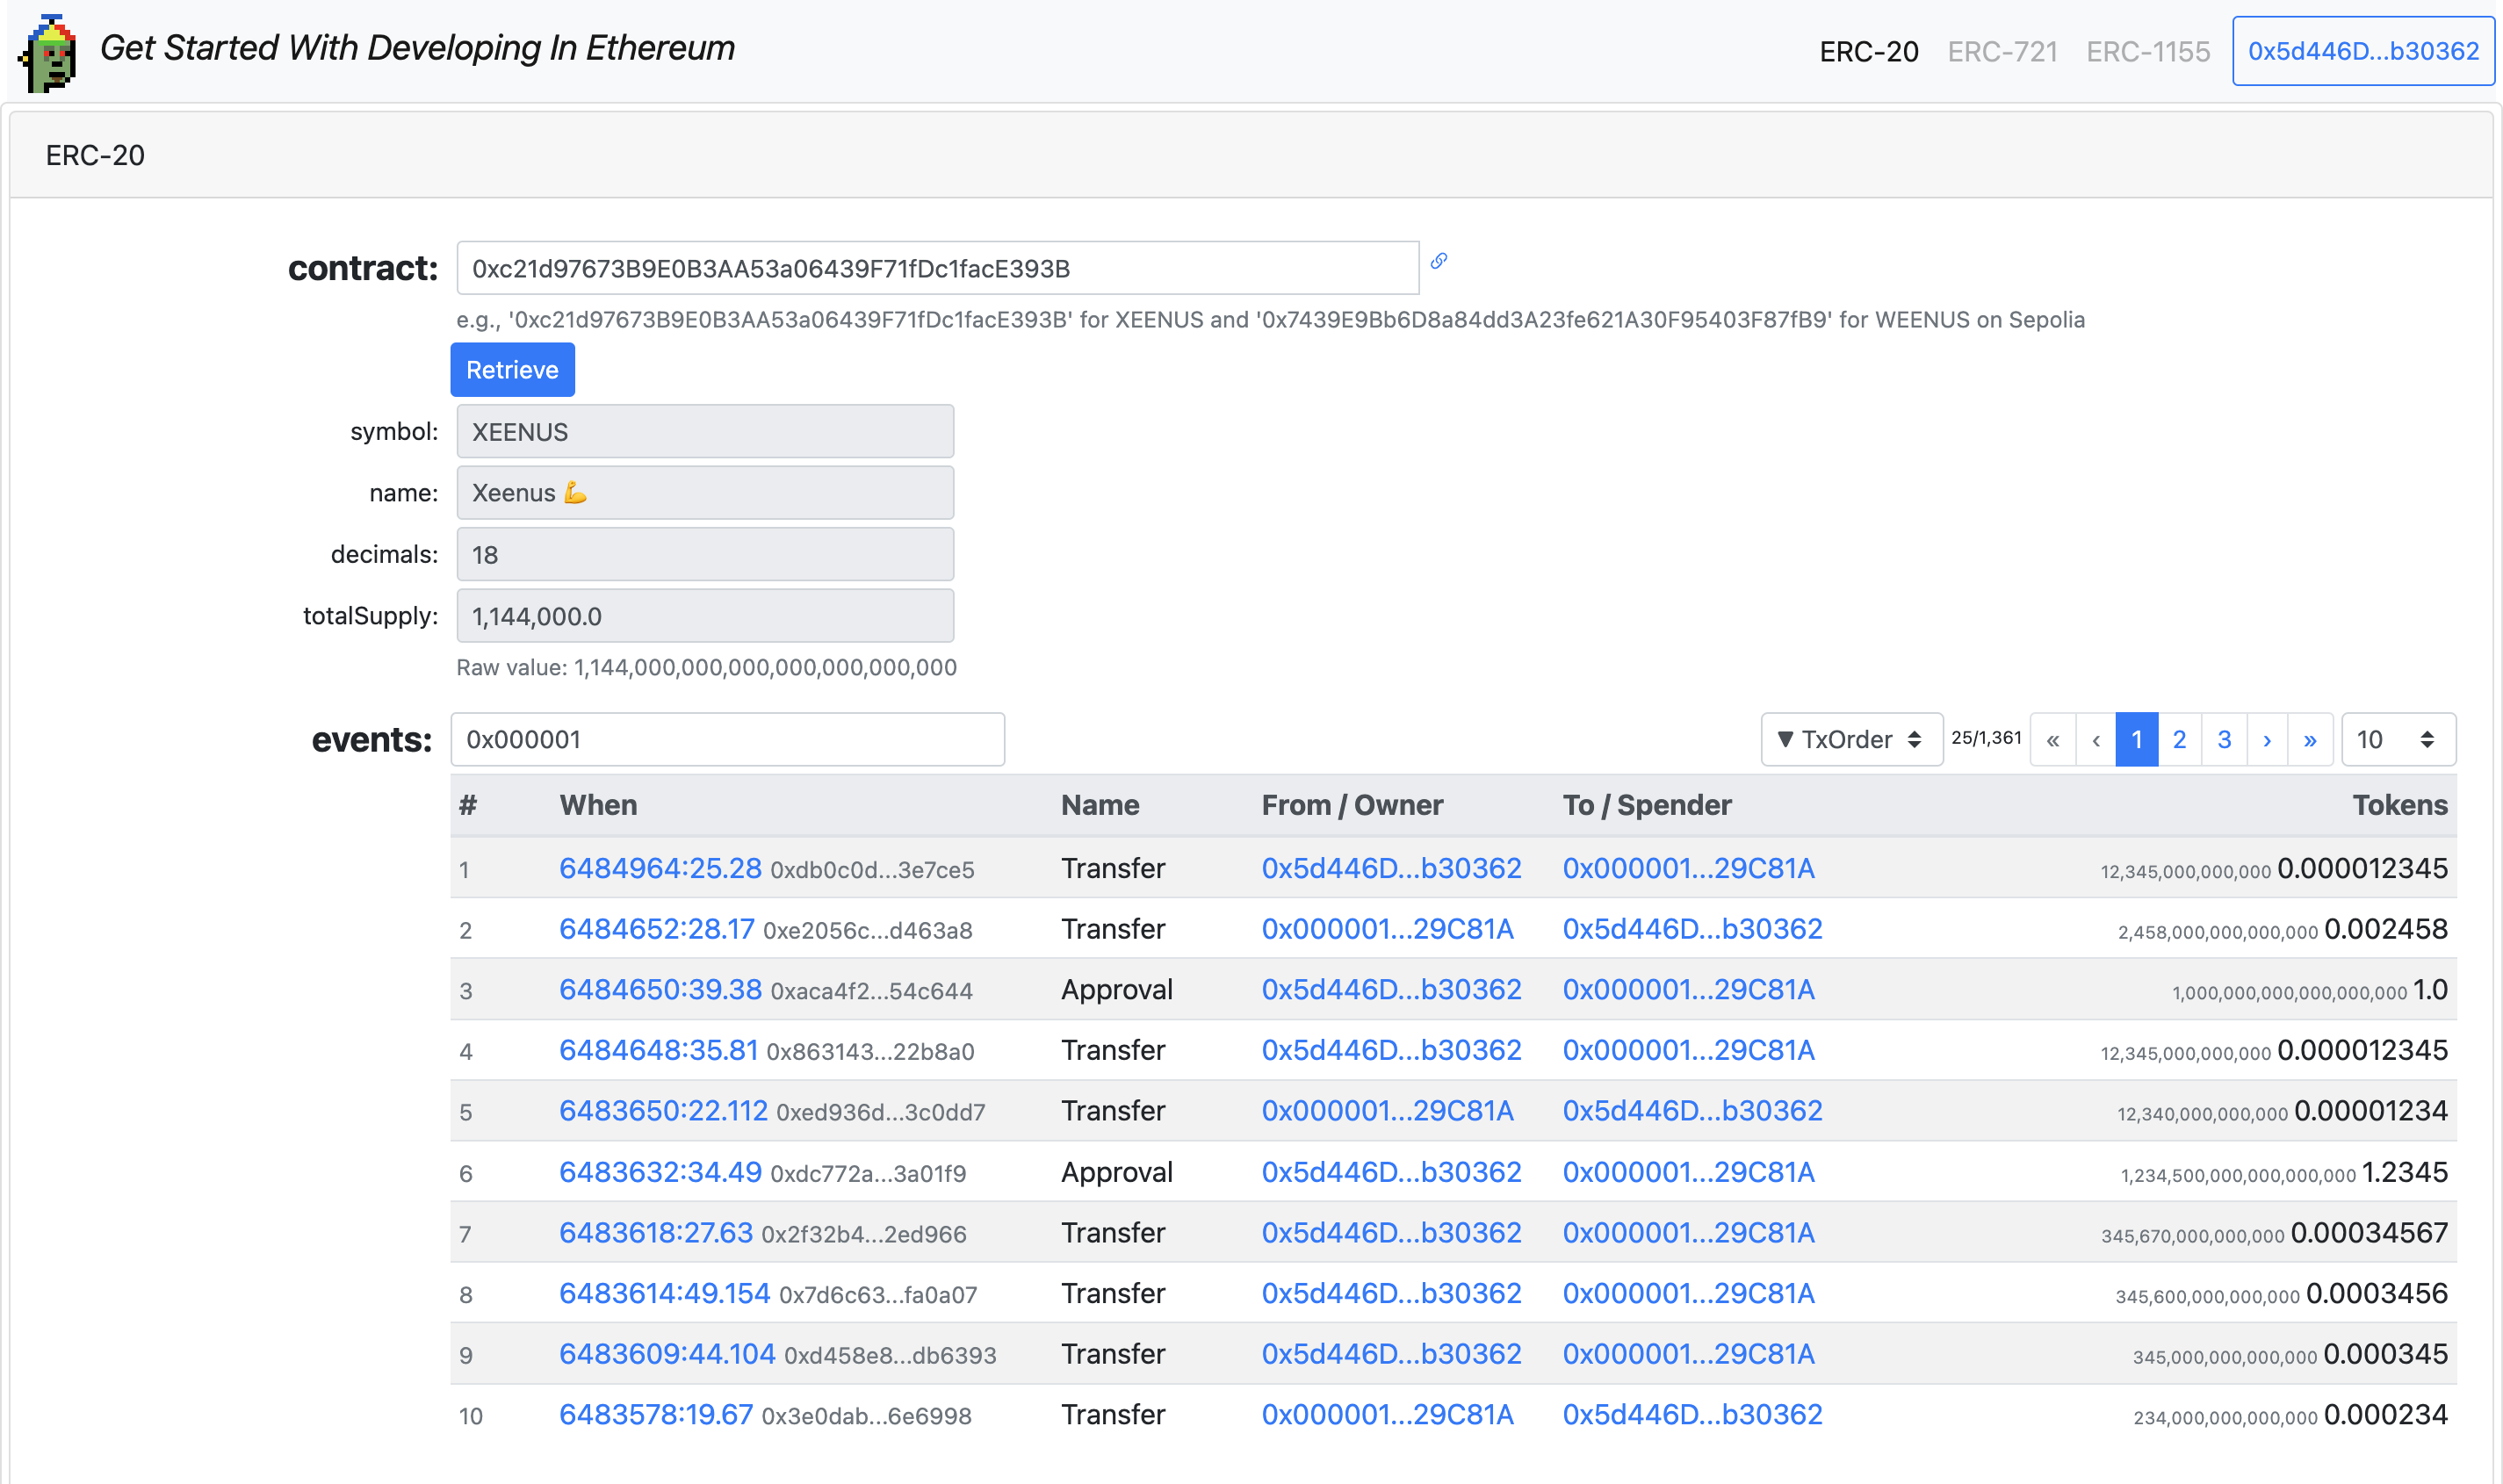 Get Started With Developing In Ethereum
ERC-20 ERC-721 ERC-1155 0x5d446D...b30362
ERC-20
contract: 0xc21d97673B9E0B3AA53a06439F71fDc1facE393B
e.g., '0xc21d97673B9E0B3AA53a06439F71fDc1facE393B' for XEENUS and '0x7439E9Bb6D8a84dd3A23fe621A30F95403F87fB9' for WEENUS on Sepolia
Retrieve
symbol: XEENUS
name: Xeenus 💪
decimals: 18
totalSupply: 1,144,000.0
Raw value: 1,144,000,000,000,000,000,000,000
events: 0x000001 ▼ TxOrder 25/1,361 « ‹ 1 2 3 › » 10
# When Name From / Owner To / Spender Tokens
1 6484964:25.28 0xdb0c0d...3e7ce5 Transfer 0x5d446D...b30362 0x000001...29C81A 12,345,000,000,000 0.000012345
2 6484652:28.17 0xe2056c...d463a8 Transfer 0x000001...29C81A 0x5d446D...b30362 2,458,000,000,000,000 0.002458
3 6484650:39.38 0xaca4f2...54c644 Approval 0x5d446D...b30362 0x000001...29C81A 1,000,000,000,000,000,000 1.0
4 6484648:35.81 0x863143...22b8a0 Transfer 0x5d446D...b30362 0x000001...29C81A 12,345,000,000,000 0.000012345
5 6483650:22.112 0xed936d...3c0dd7 Transfer 0x000001...29C81A 0x5d446D...b30362 12,340,000,000,000 0.00001234
6 6483632:34.49 0xdc772a...3a01f9 Approval 0x5d446D...b30362 0x000001...29C81A 1,234,500,000,000,000,000 1.2345
7 6483618:27.63 0x2f32b4...2ed966 Transfer 0x5d446D...b30362 0x000001...29C81A 345,670,000,000,000 0.00034567
8 6483614:49.154 0x7d6c63...fa0a07 Transfer 0x5d446D...b30362 0x000001...29C81A 345,600,000,000,000 0.0003456
9 6483609:44.104 0xd458e8...db6393 Transfer 0x5d446D...b30362 0x000001...29C81A 345,000,000,000,000 0.000345
10 6483578:19.67 0x3e0dab...6e6998 Transfer 0x000001...29C81A 0x5d446D...b30362 234,000,000,000,000 0.000234